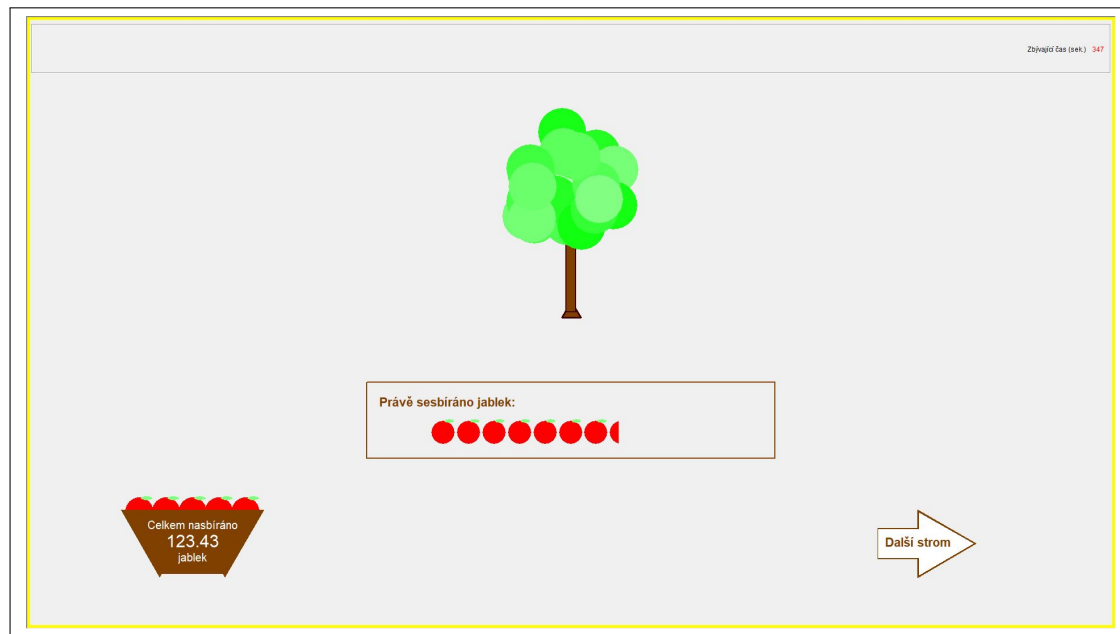 Zbývající čas (sek.) 347
Právě sesbíráno jablek:
Celkem nasbíráno
123.43
jablek
Další strom